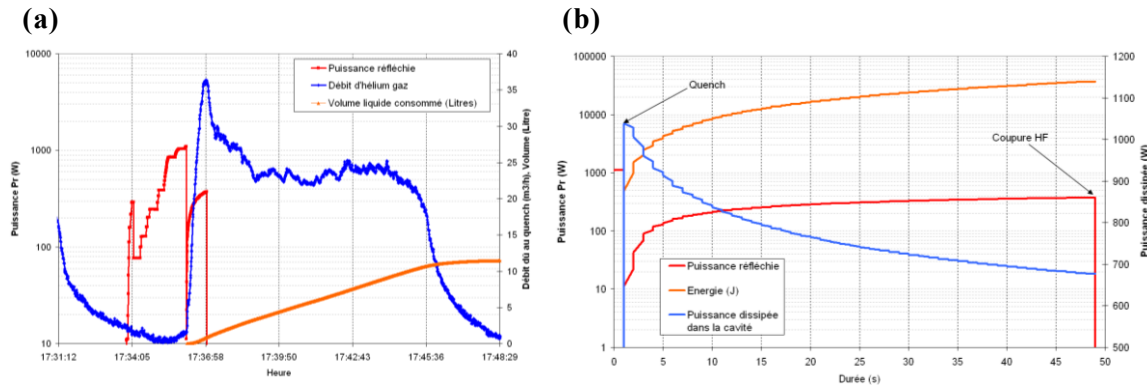 (a)
(b)
10000
1000
100
10
Puissance Pr (W)
40
35
30
25
20
15
10
5
0
Débit dû au quench (m3/h), Volume (Litre)
Puissance réfléchie
Débit d'hélium gaz
Volume liquide consommé (Litres)
17:31:12
17:34:05
17:36:58
17:39:50
17:42:43
17:45:36
17:48:29
Heure
100000
10000
1000
100
10
1
Puissance Pr (W)
1200
1100
1000
900
800
700
600
500
Puissance dissipée (W)
Quench
Coupure HF
Puissance réfléchie
Energie (J)
Puissance dissipée
dans la cavité
0
5
10
15
20
25
30
35
40
45
50
Durée (s)